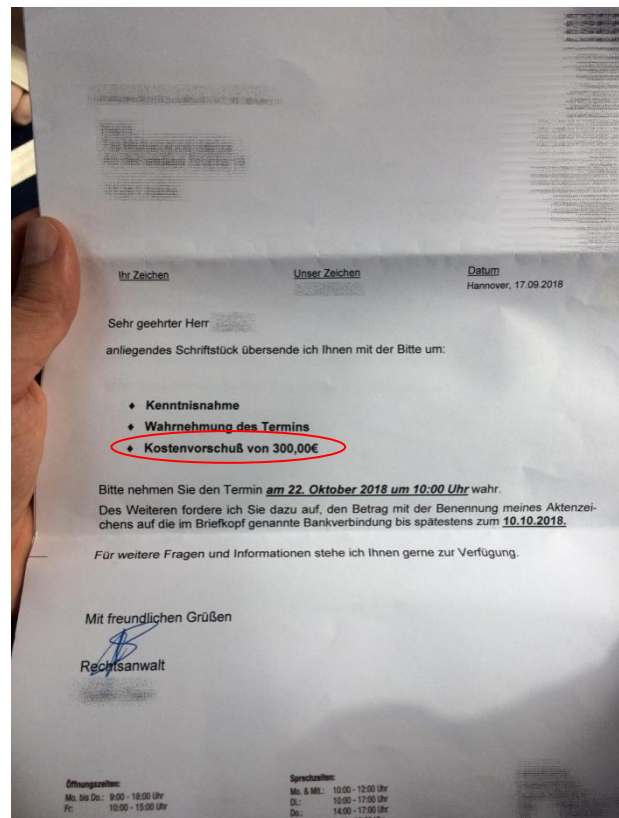 Ihr Zeichen Unser Zeichen Datum
Hannover, 17.09.2018
Sehr geehrter Herr
anliegendes Schriftstück übersende ich Ihnen mit der Bitte um:
♦ Kenntnisnahme
♦ Wahrnehmung des Termins
♦ Kostenvorschuß von 300,00€
Bitte nehmen Sie den Termin am 22. Oktober 2018 um 10:00 Uhr wahr.
Des Weiteren fordere ich Sie dazu auf, den Betrag mit der Benennung meines Aktenzei-
chens auf die im Briefkopf genannte Bankverbindung bis spätestens zum 10.10.2018.
Für weitere Fragen und Informationen stehe ich Ihnen gerne zur Verfügung.
Mit freundlichen Grüßen
Rechtsanwalt
Öffnungszeiten:
Mo. bis Do.: 9:00 - 18:00 Uhr
Fr: 10:00 - 15:00 Uhr
Sprechzeiten:
Mo. & Mit.: 10:00 - 12:00 Uhr
Di.: 10:00 - 17:00 Uhr
Do.: 14:00 - 17:00 Uhr